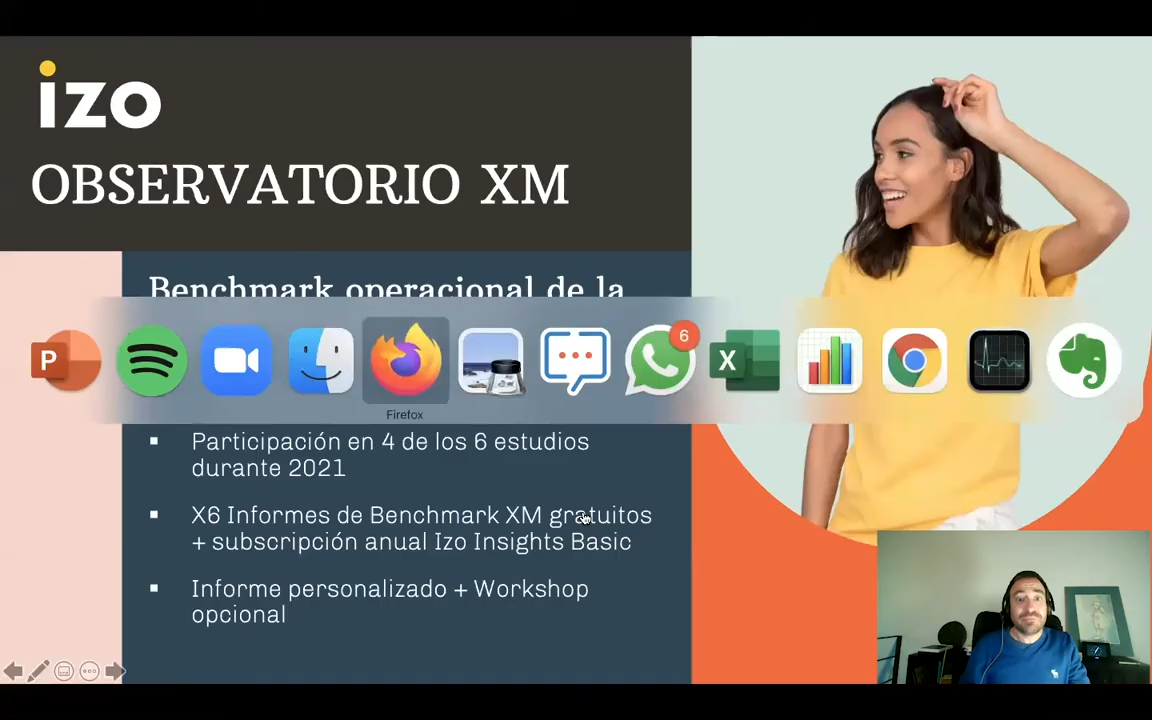 izo
OBSERVATORIO XM
Benchmark operacional de la
P
6
X
Firefox
Participación en 4 de los 6 estudios
durante 2021
X6 Informes de Benchmark XM gratuitos
+ subscripción anual Izo Insights Basic
Informe personalizado + Workshop
opcional